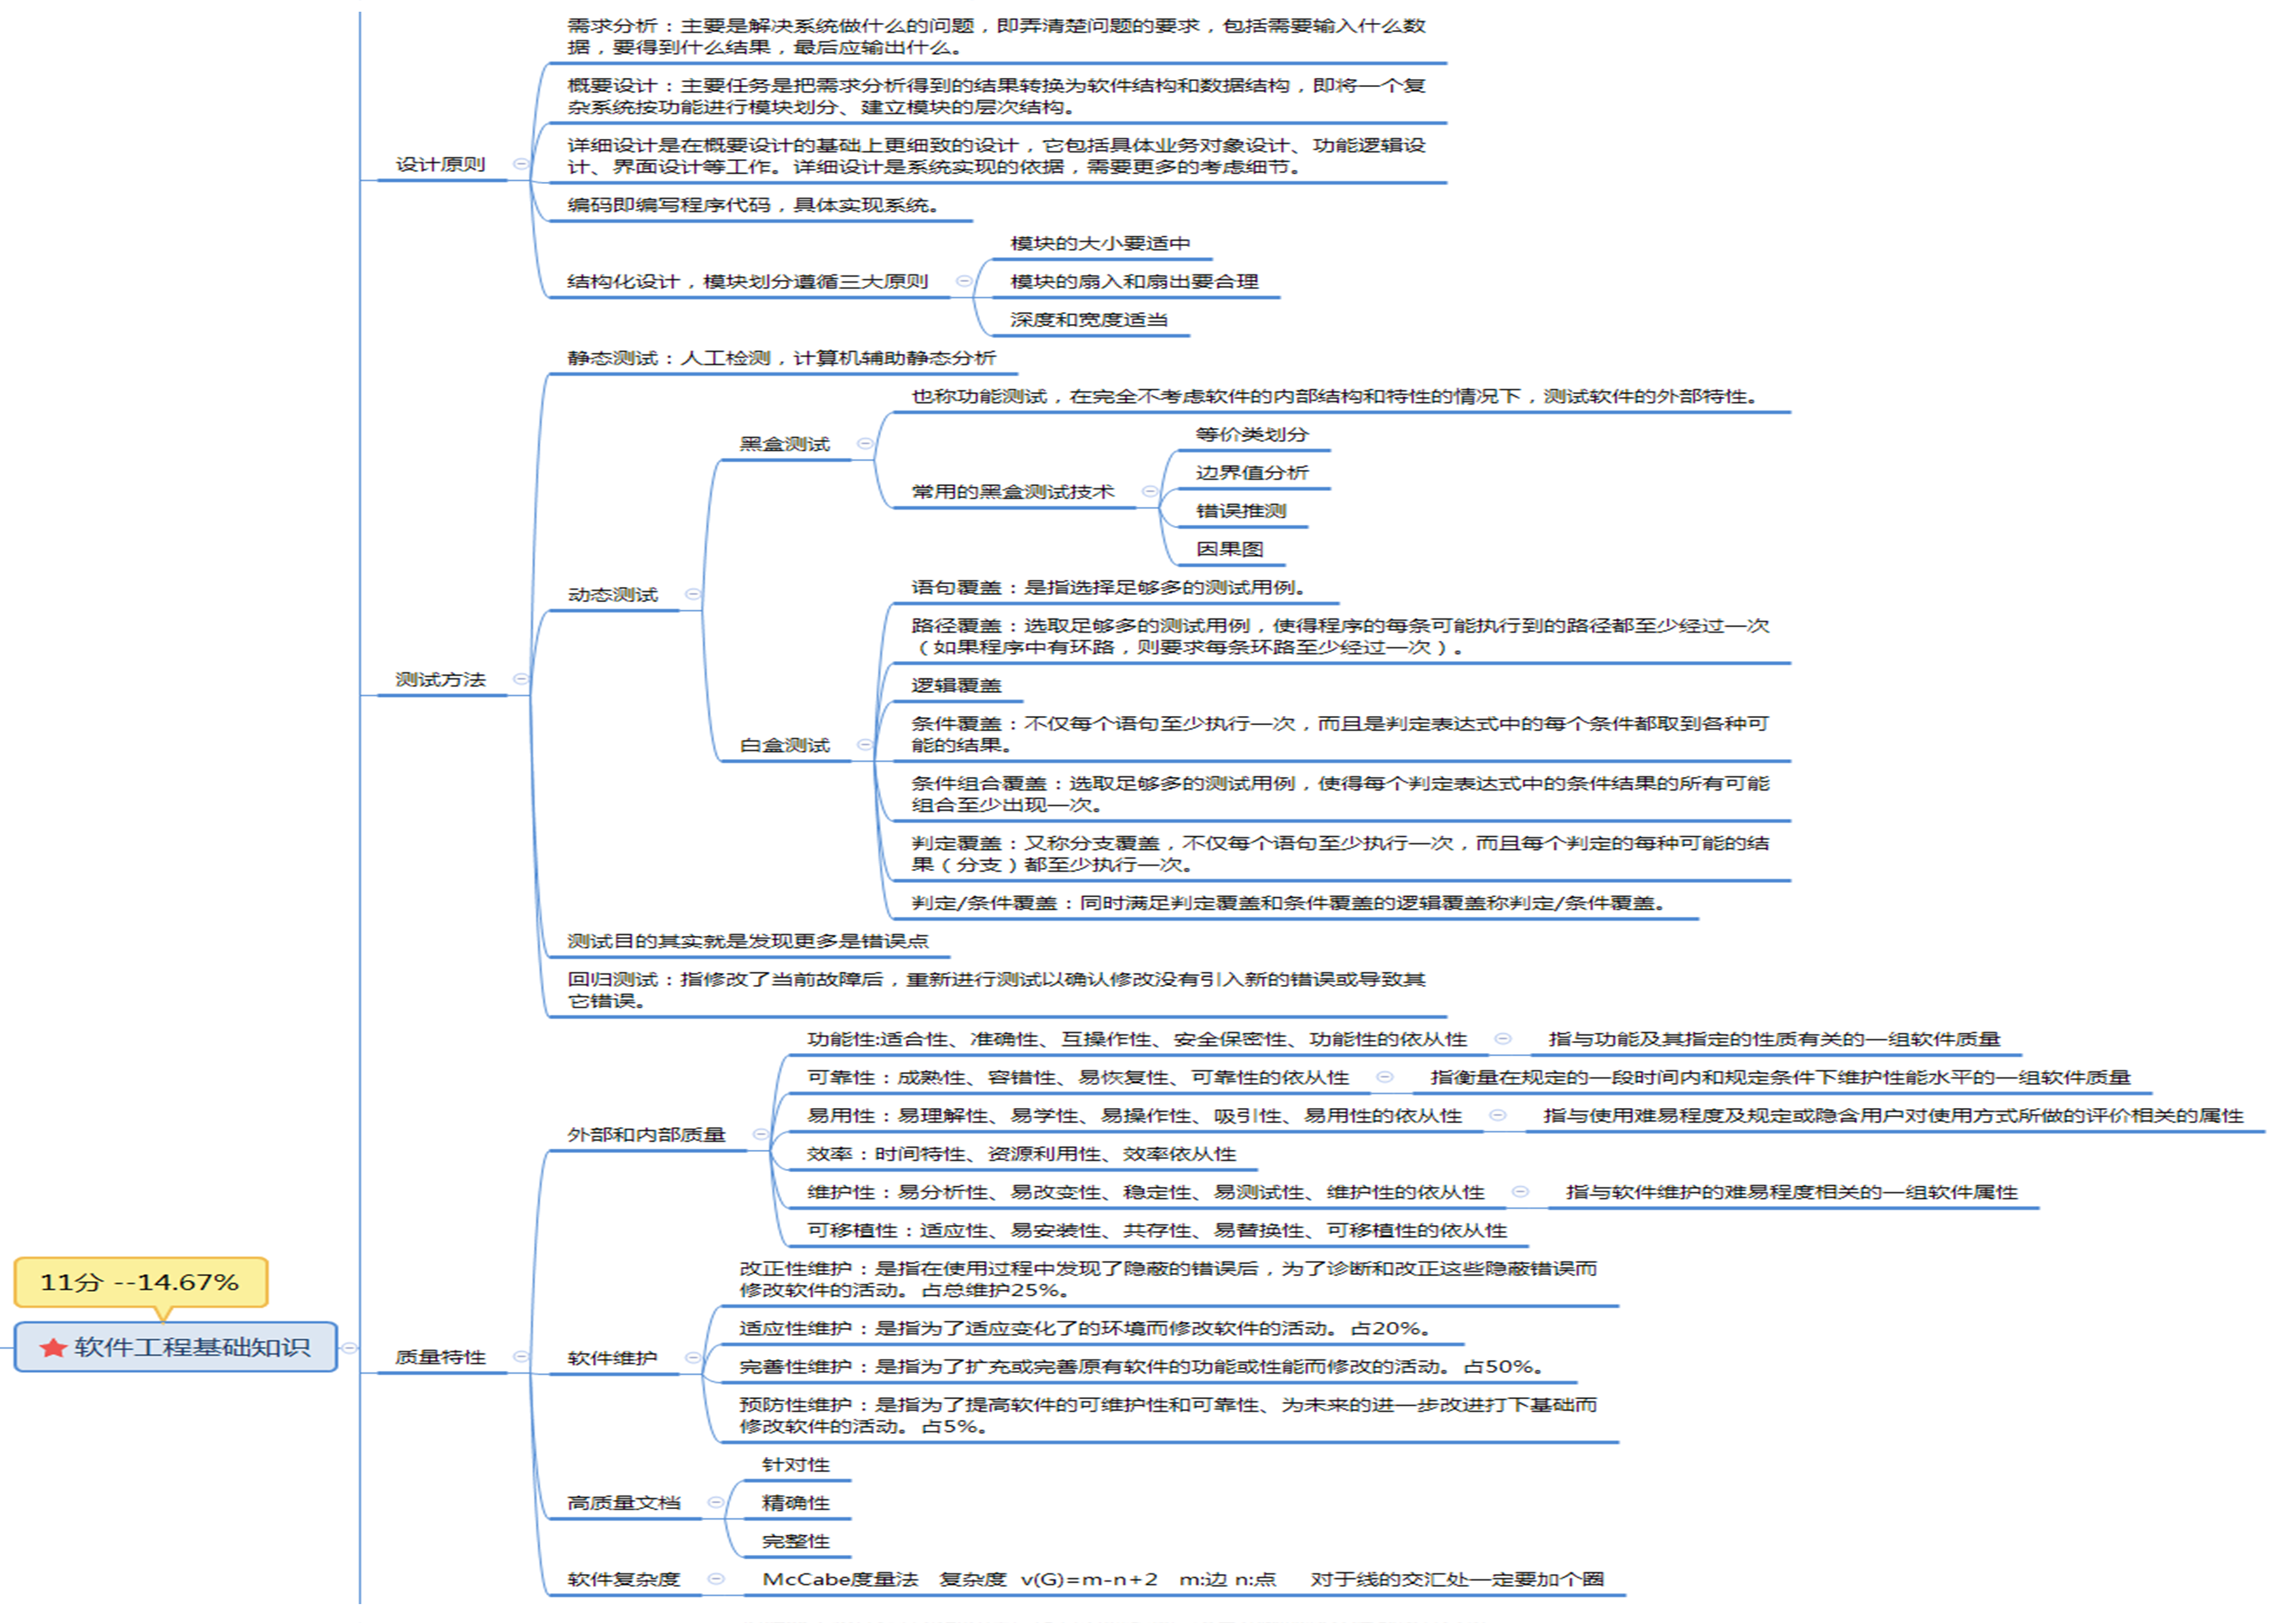 需求分析：主要是解决系统做什么的问题，即弄清楚问题的要求，包括需要输入什么数
据，要得到什么结果，最后应输出什么。
概要设计：主要任务是把需求分析得到的结果转换为软件结构和数据结构，即将一个复
杂系统按功能进行模块划分、建立模块的层次结构。
详细设计是在概要设计的基础上更细致的设计，它包括具体业务对象设计、功能逻辑设
计、界面设计等工作。详细设计是系统实现的依据，需要更多的考虑细节。
设计原则
编码即编写程序代码，具体实现系统。
模块的大小要适中
结构化设计，模块划分遵循三大原则
模块的扇入和扇出要合理
深度和宽度适当
静态测试：人工检测，计算机辅助静态分析
也称功能测试，在完全不考虑软件的内部结构和特性的情况下，测试软件的外部特性。
黑盒测试
等价类划分
边界值分析
常用的黑盒测试技术
错误推测
因果图
动态测试
语句覆盖：是指选择足够多的测试用例。
路径覆盖：选取足够多的测试用例，使得程序的每条可能执行到的路径都至少经过一次
（如果程序中有环路，则要求每条环路至少经过一次）。
测试方法
逻辑覆盖
白盒测试
条件覆盖：不仅每个语句至少执行一次，而且是判定表达式中的每个条件都取到各种可
能的结果。
条件组合覆盖：选取足够多的测试用例，使得每个判定表达式中的条件结果的所有可能
组合至少出现一次。
判定覆盖：又称分支覆盖，不仅每个语句至少执行一次，而且每个判定的每种可能的结
果（分支）都至少执行一次。
判定/条件覆盖：同时满足判定覆盖和条件覆盖的逻辑覆盖称判定/条件覆盖。
测试目的其实就是发现更多是错误点
回归测试：指修改了当前故障后，重新进行测试以确认修改没有引入新的错误或导致其
它错误。
功能性:适合性、准确性、互操作性、安全保密性、功能性的依从性
指与功能及其指定的性质有关的一组软件质量
可靠性：成熟性、容错性、易恢复性、可靠性的依从性
指衡量在规定的一段时间内和规定条件下维护性能水平的一组软件质量
易用性：易理解性、易学性、易操作性、吸引性、易用性的依从性
指与使用难易程度及规定或隐含用户对使用方式所做的评价相关的属性
外部和内部质量
效率：时间特性、资源利用性、效率依从性
维护性：易分析性、易改变性、稳定性、易测试性、维护性的依从性
指与软件维护的难易程度相关的一组软件属性
可移植性：适应性、易安装性、共存性、易替换性、可移植性的依从性
11分 --14.67%
软件工程基础知识
质量特性
软件维护
改正性维护：是指在使用过程中发现了隐蔽的错误后，为了诊断和改正这些隐蔽错误而
修改软件的活动。占总维护25%。
适应性维护：是指为了适应变化了的环境而修改软件的活动。占20%。
完善性维护：是指为了扩充或完善原有软件的功能或性能而修改的活动。占50%。
预防性维护：是指为了提高软件的可维护性和可靠性、为未来的进一步改进打下基础而
修改软件的活动。占5%。
针对性
高质量文档
精确性
完整性
软件复杂度
McCabe度量法 复杂度 v(G)=m-n+2 m:边 n:点 对于线的交汇处一定要加个圈